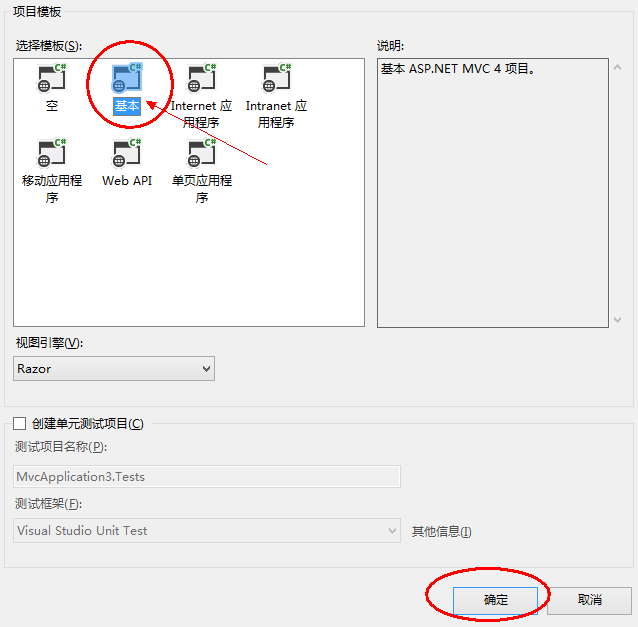 项目模板
选择模板(S):
说明:
C#
C#
C#
C#
空
基本
Internet 应
用程序
Intranet 应
用程序
基本 ASP.NET MVC 4 项目。
C#
C#
C#
移动应用程
序
Web API
单页应用程
序
视图引擎(V):
Razor
创建单元测试项目(C)
测试项目名称(P):
MvcApplication3.Tests
测试框架(F):
Visual Studio Unit Test
其他信息(I)
确定
取消